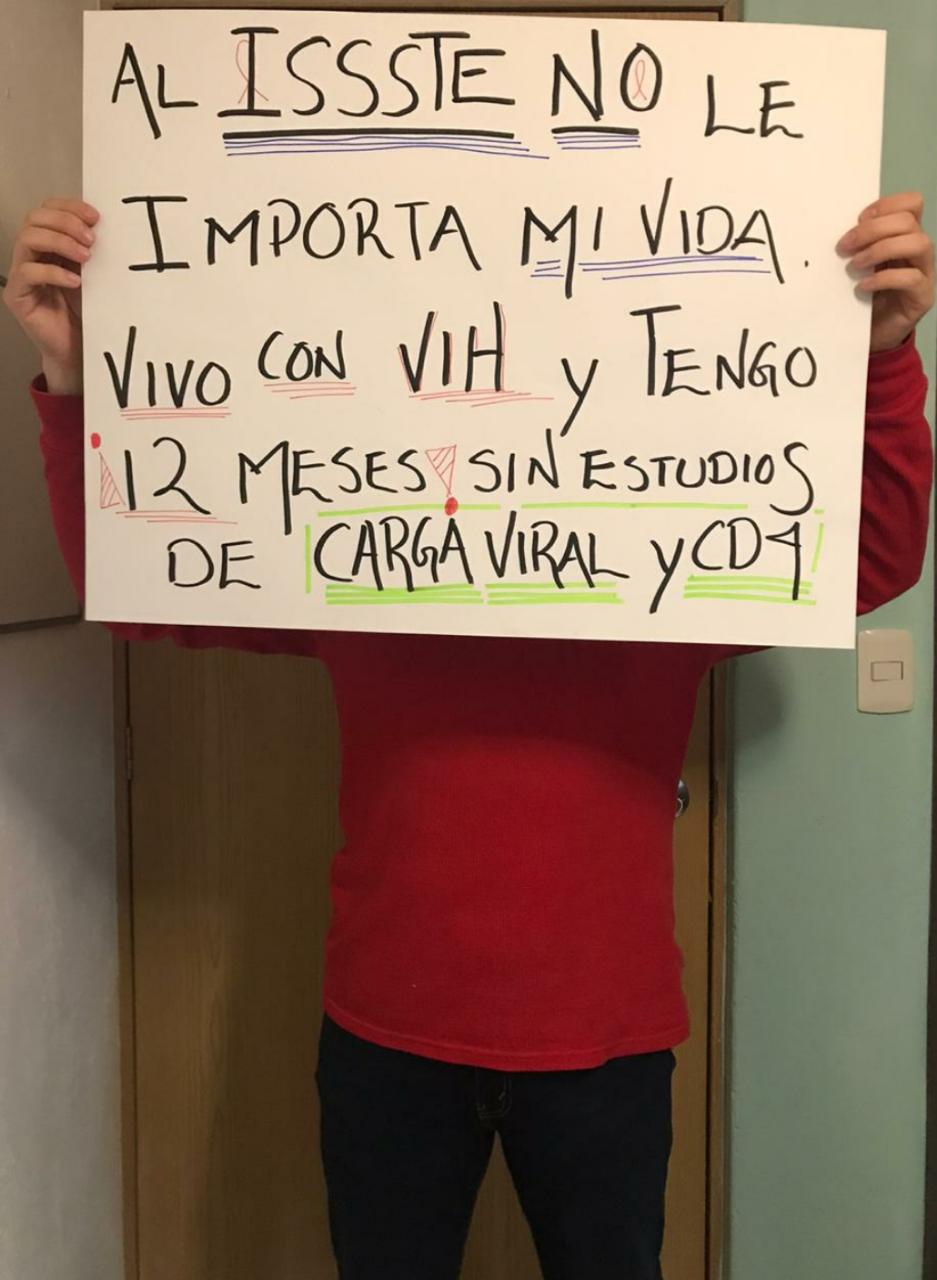 AL ISSSTE NO LE
IMPORTA MI VIDA.
VIVO CON VIH y TENGO
¡12 MESES! SIN ESTUDIOS
DE CARGA VIRAL y CD4